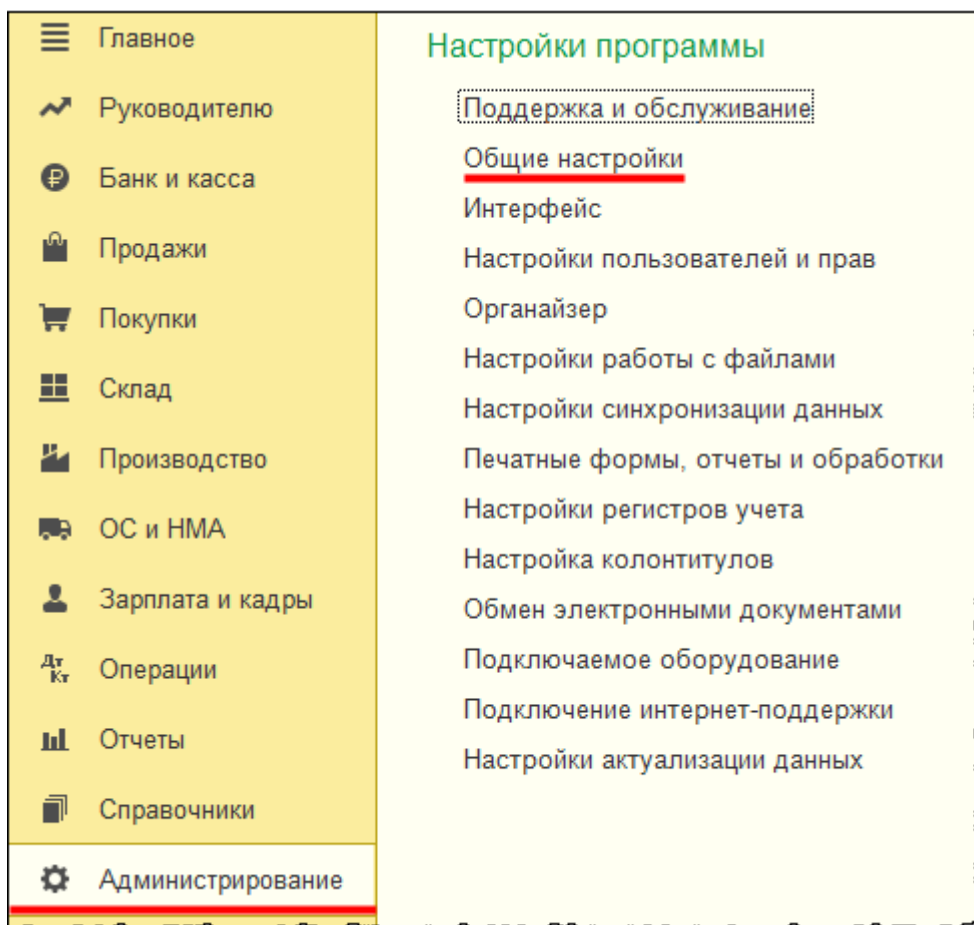 Главное
Руководителю
Банк и касса
Продажи
Покупки
Склад
Производство
ОС и НМА
Зарплата и кадры
Дт Кт Операции
Отчеты
Справочники
Администрирование
Настройки программы
Поддержка и обслуживание
Общие настройки
Интерфейс
Настройки пользователей и прав
Органайзер
Настройки работы с файлами
Настройки синхронизации данных
Печатные формы, отчеты и обработки
Настройки регистров учета
Настройка колонтитулов
Обмен электронными документами
Подключаемое оборудование
Подключение интернет-поддержки
Настройки актуализации данных